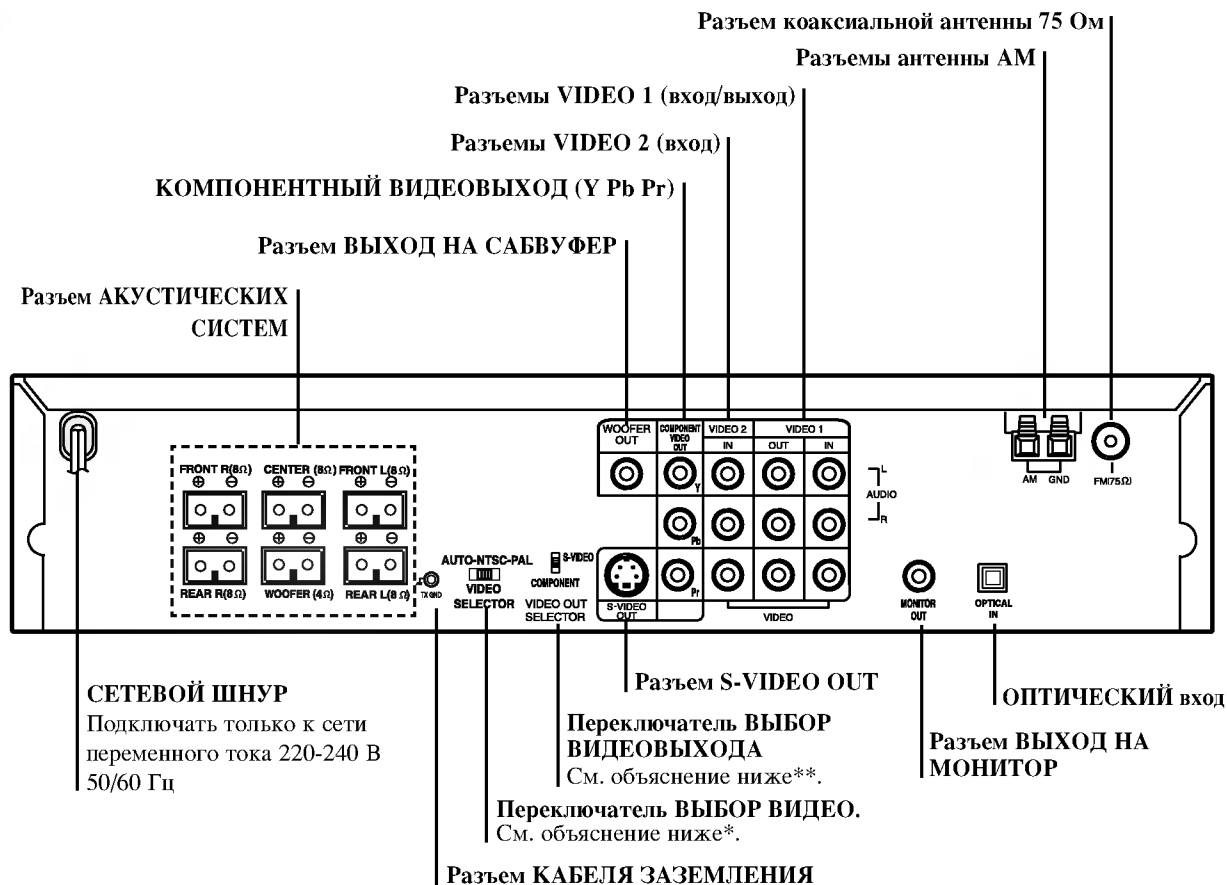 Разъем коаксиальной антенны 75 Ом
Разъемы антенны AM
Разъемы VIDEO 1 (вход/выход)
Разъемы VIDEO 2 (вход)
КОМПОНЕНТНЫЙ ВИДЕОВЫХОД (Y Pb Pr)
Разъем ВЫХОД НА САБВУФЕР
Разъем АКУСТИЧЕСКИХ
СИСТЕМ
WOOFER
OUT
COMPONENT
VIDEO
OUT
VIDEO 2
IN
VIDEO 1
OUT
IN
FRONT R(8Ω)
CENTER (8Ω)
FRONT L(8Ω)
⊕ ⊖
⊕ ⊖
⊕ ⊖
Y
L
AUDIO
R
AM
GND
FM(75Ω)
⊕ ⊖
⊕ ⊖
⊕ ⊖
Pb
REAR R(8Ω)
WOOFER (4Ω)
REAR L(8Ω)
TX GND
AUTO-NTSC-PAL
VIDEO
SELECTOR
S-VIDEO
COMPONENT
VIDEO OUT
SELECTOR
S-VIDEO
OUT
Pr
VIDEO
MONITOR
OUT
OPTICAL
IN
СЕТЕВОЙ ШНУР
Подключать только к сети
переменного тока 220-240 В
50/60 Гц
Разъем S-VIDEO OUT
ОПТИЧЕСКИЙ вход
Переключатель ВЫБОР
ВИДЕОВЫХОДА
См. объяснение ниже**.
Разъем ВЫХОД НА
МОНИТОР
Переключатель ВЫБОР ВИДЕО.
См. объяснение ниже*.
Разъем КАБЕЛЯ ЗАЗЕМЛЕНИЯ